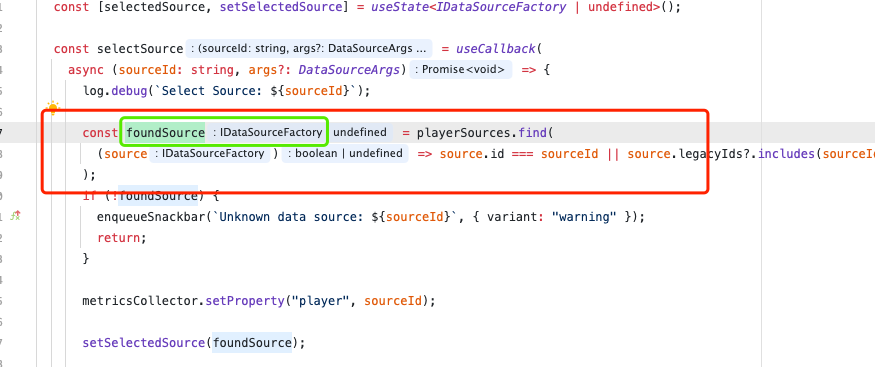 const [selectedSource, setSelectedSource] = useState<IDataSourceFactory | undefined>();
const selectSource : (sourceId: string, args?: DataSourceArgs ... = useCallback(
async (sourceId: string, args?: DataSourceArgs) : Promise<void> => {
log.debug(`Select Source: ${sourceId}`);
const foundSource : IDataSourceFactory undefined = playerSources.find(
(source : IDataSourceFactory ) : boolean | undefined => source.id === sourceId || source.legacyIds?.includes(sourceId
);
if (!foundSource) {
enqueueSnackbar(`Unknown data source: ${sourceId}`, { variant: "warning" });
return;
}
metricsCollector.setProperty("player", sourceId);
setSelectedSource(foundSource);